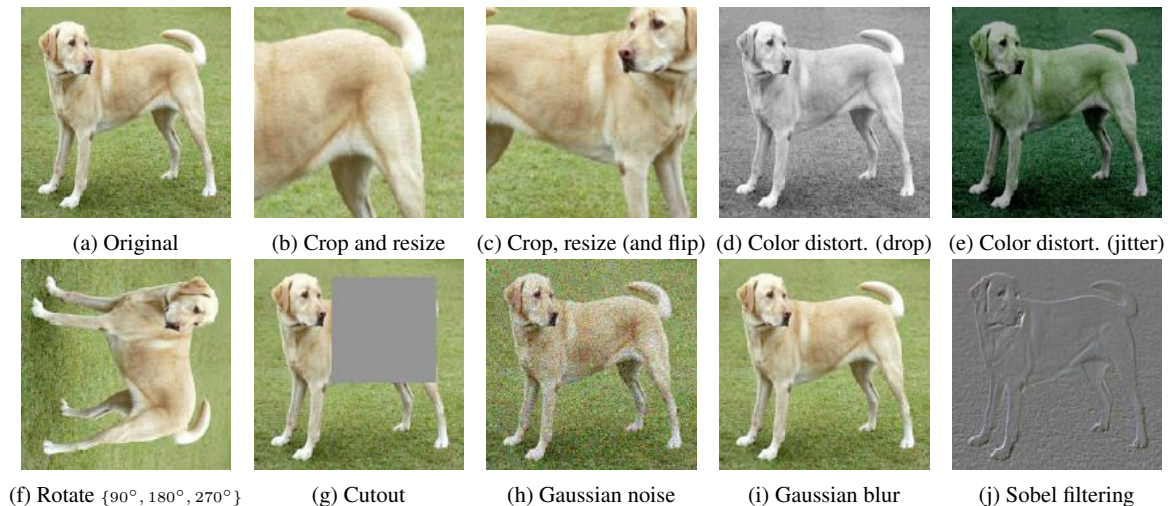 (a) Original
(b) Crop and resize
(c) Crop, resize (and flip)
(d) Color distort. (drop)
(e) Color distort. (jitter)
(f) Rotate {90°, 180°, 270°}
(g) Cutout
(h) Gaussian noise
(i) Gaussian blur
(j) Sobel filtering